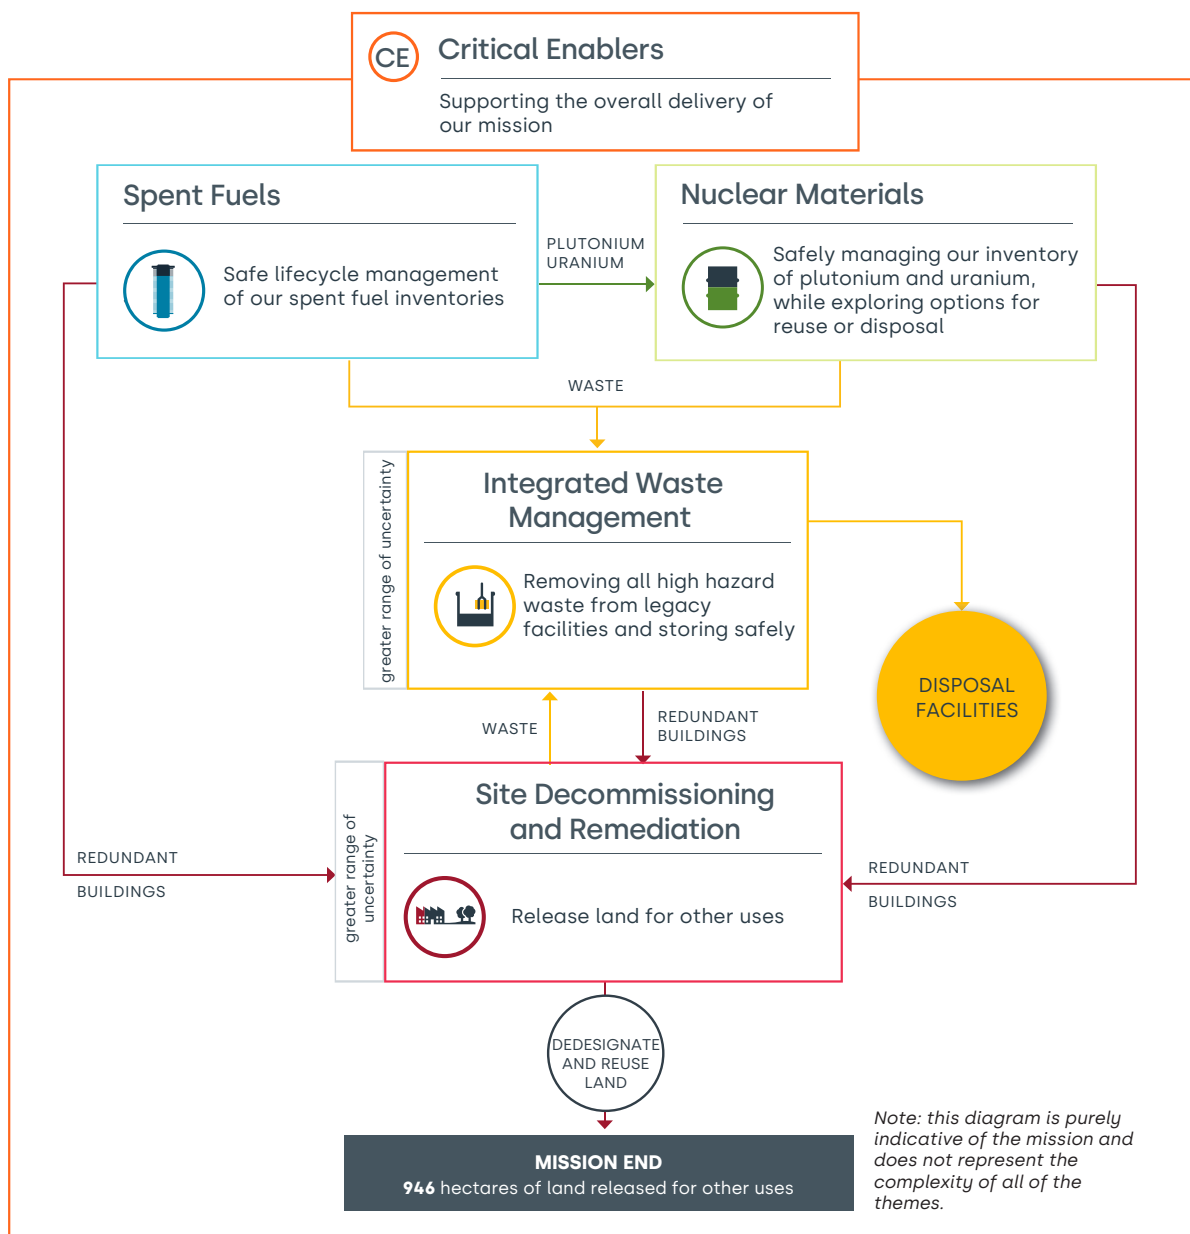 CE
Critical Enablers
Supporting the overall delivery of
our mission
Spent Fuels
Safe lifecycle management
of our spent fuel inventories
PLUTONIUM
URANIUM
Nuclear Materials
Safely managing our inventory
of plutonium and uranium,
while exploring options for
reuse or disposal
WASTE
greater range of uncertainty
Integrated Waste
Management
Removing all high hazard
waste from legacy
facilities and storing safely
DISPOSAL
FACILITIES
WASTE
REDUNDANT
BUILDINGS
greater range of
uncertainty
Site Decommissioning
and Remediation
Release land for other uses
REDUNDANT
BUILDINGS
REDUNDANT
BUILDINGS
DEDESIGNATE
AND REUSE
LAND
MISSION END
946 hectares of land released for other uses
Note: this diagram is purely
indicative of the mission and
does not represent the
complexity of all of the
themes.